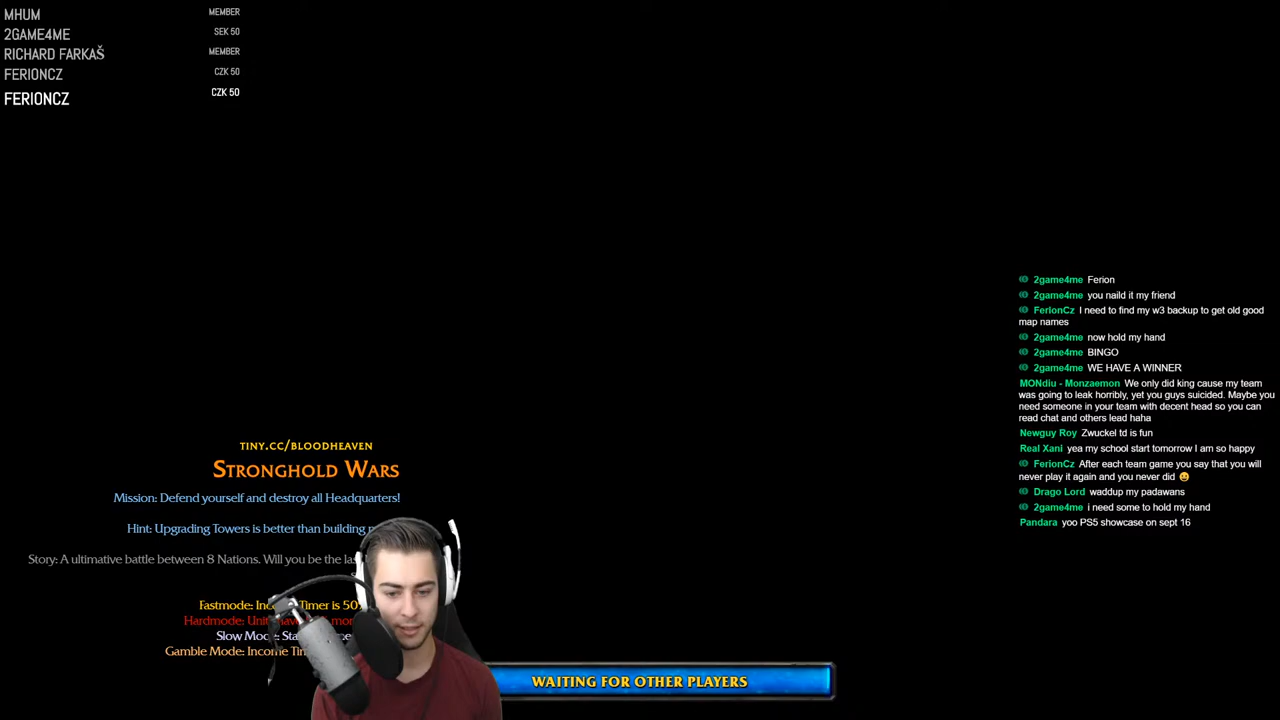 MHUM MEMBER
2GAME4ME SEK 50
RICHARD FARKAŠ MEMBER
FERIONCZ CZK 50
FERIONCZ CZK 50
2game4me Ferion
2game4me you naild it my friend
FerionCz I need to find my w3 backup to get old good
map names
2game4me now hold my hand
2game4me BINGO
2game4me WE HAVE A WINNER
MONdiu - Monzaemon We only did king cause my team
was going to leak horribly, yet you guys suicided. Maybe you
need someone in your team with decent head so you can
read chat and others lead haha
Newguy Roy Zwuckel td is fun
Real Xani yea my school start tomorrow I am so happy
FerionCz After each team game you say that you will
never play it again and you never did
Drago Lord waddup my padawans
2game4me i need some to hold my hand
Pandara yoo PS5 showcase on sept 16
TINY.CC/BLOODHEAVEN
STRONGHOLD WARS
Mission: Defend yourself and destroy all Headquarters!
Hint: Upgrading Towers is better than building
Story: A ultimative battle between 8 Nations. Will you be the
Fastmode: Timer is
Hardmode:
Slow
Gamble Mode: Income
WAITING FOR OTHER PLAYERS